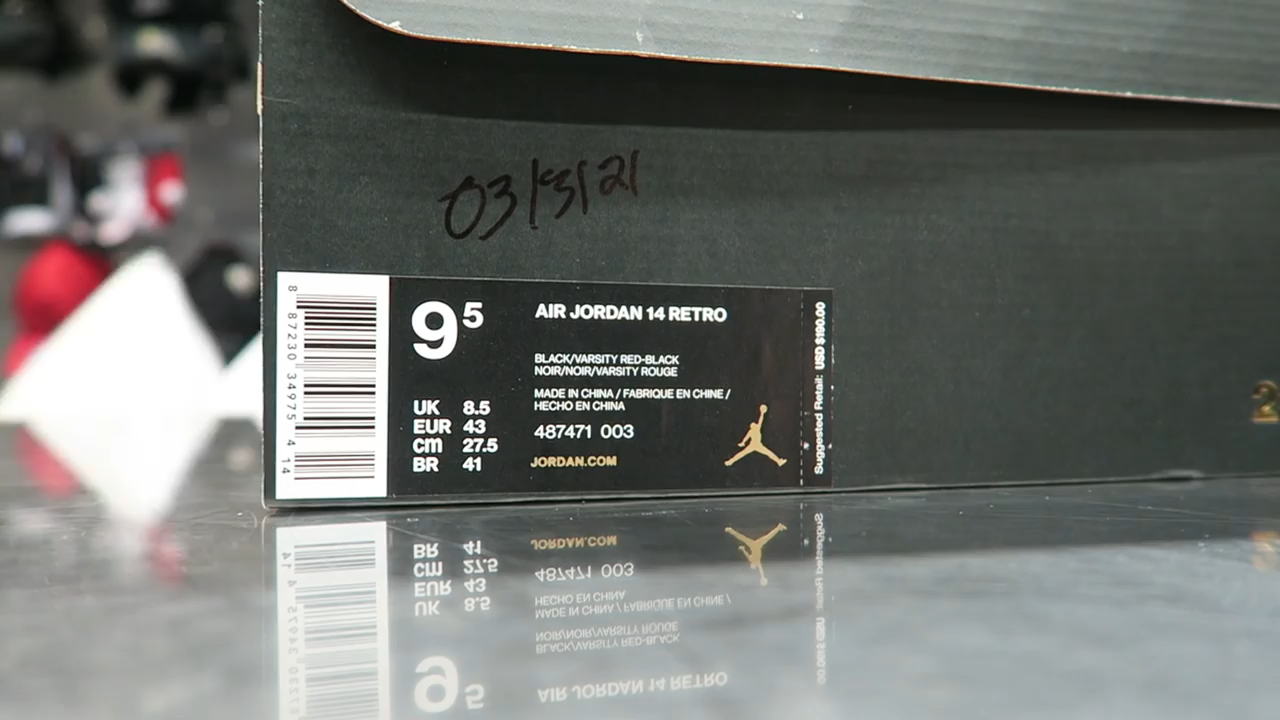 03/3/21
8 87230 34975 4 14
9 5
AIR JORDAN 14 RETRO
BLACK/VARSITY RED-BLACK
NOIR/NOIR/VARSITY ROUGE
MADE IN CHINA / FABRIQUE EN CHINE /
HECHO EN CHINA
487471 003
JORDAN.COM
UK 8.5
EUR 43
CM 27.5
BR 41
Suggested Retail: USD $190.00
2